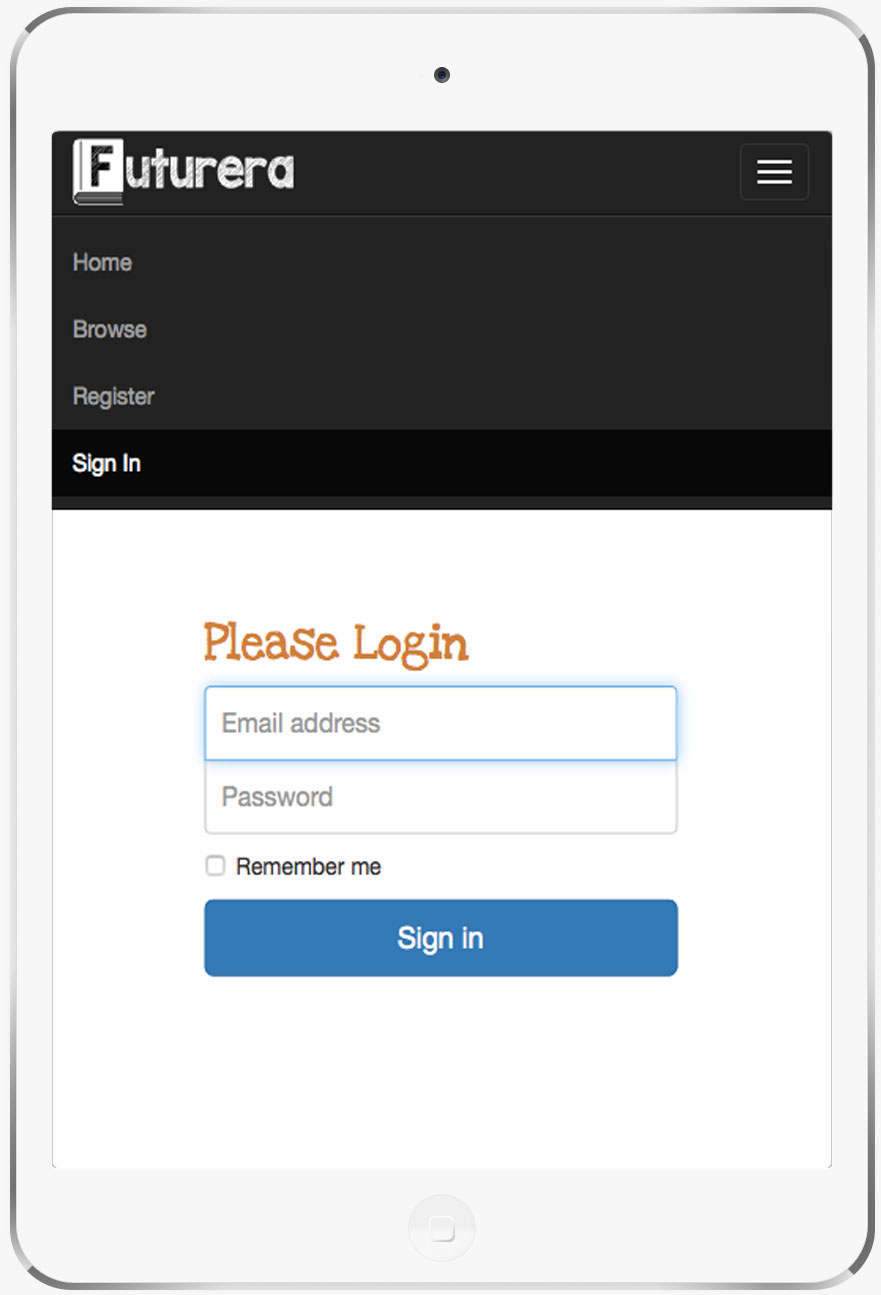 Futurera
Home
Browse
Register
Sign In
Please Login
Email address
Password
Remember me
Sign in